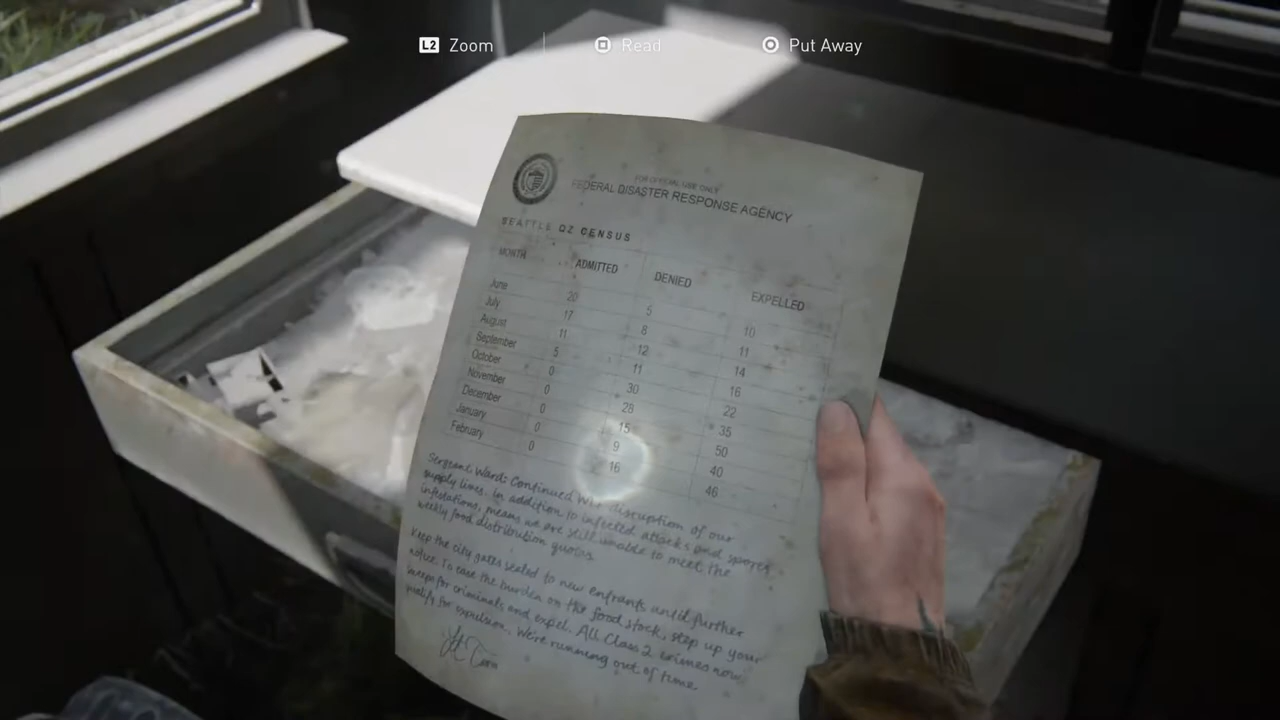 L2 Zoom Read Put Away
FOR OFFICIAL USE ONLY
FEDERAL DISASTER RESPONSE AGENCY
SEATTLE QZ CENSUS
MONTH ADMITTED DENIED EXPELLED
June 20 5 10
July 17 8 11
August 11 12 14
September 5 11 16
October 0 30 22
November 0 28 35
December 0 15 50
January 0 9 40
February 0 16 46
Sergeant Ward: Continued WLF disruption of our
supply lines. In addition to infected attacks and spores
infestations, means we are still unable to meet the
weekly food distribution quotas.
Keep the city gates sealed to new entrants until further
notice. To ease the burden on the food stock, step up your
sweeps for criminals and expel. All Class 2 crimes now
qualify for expulsion. We're running out of time.